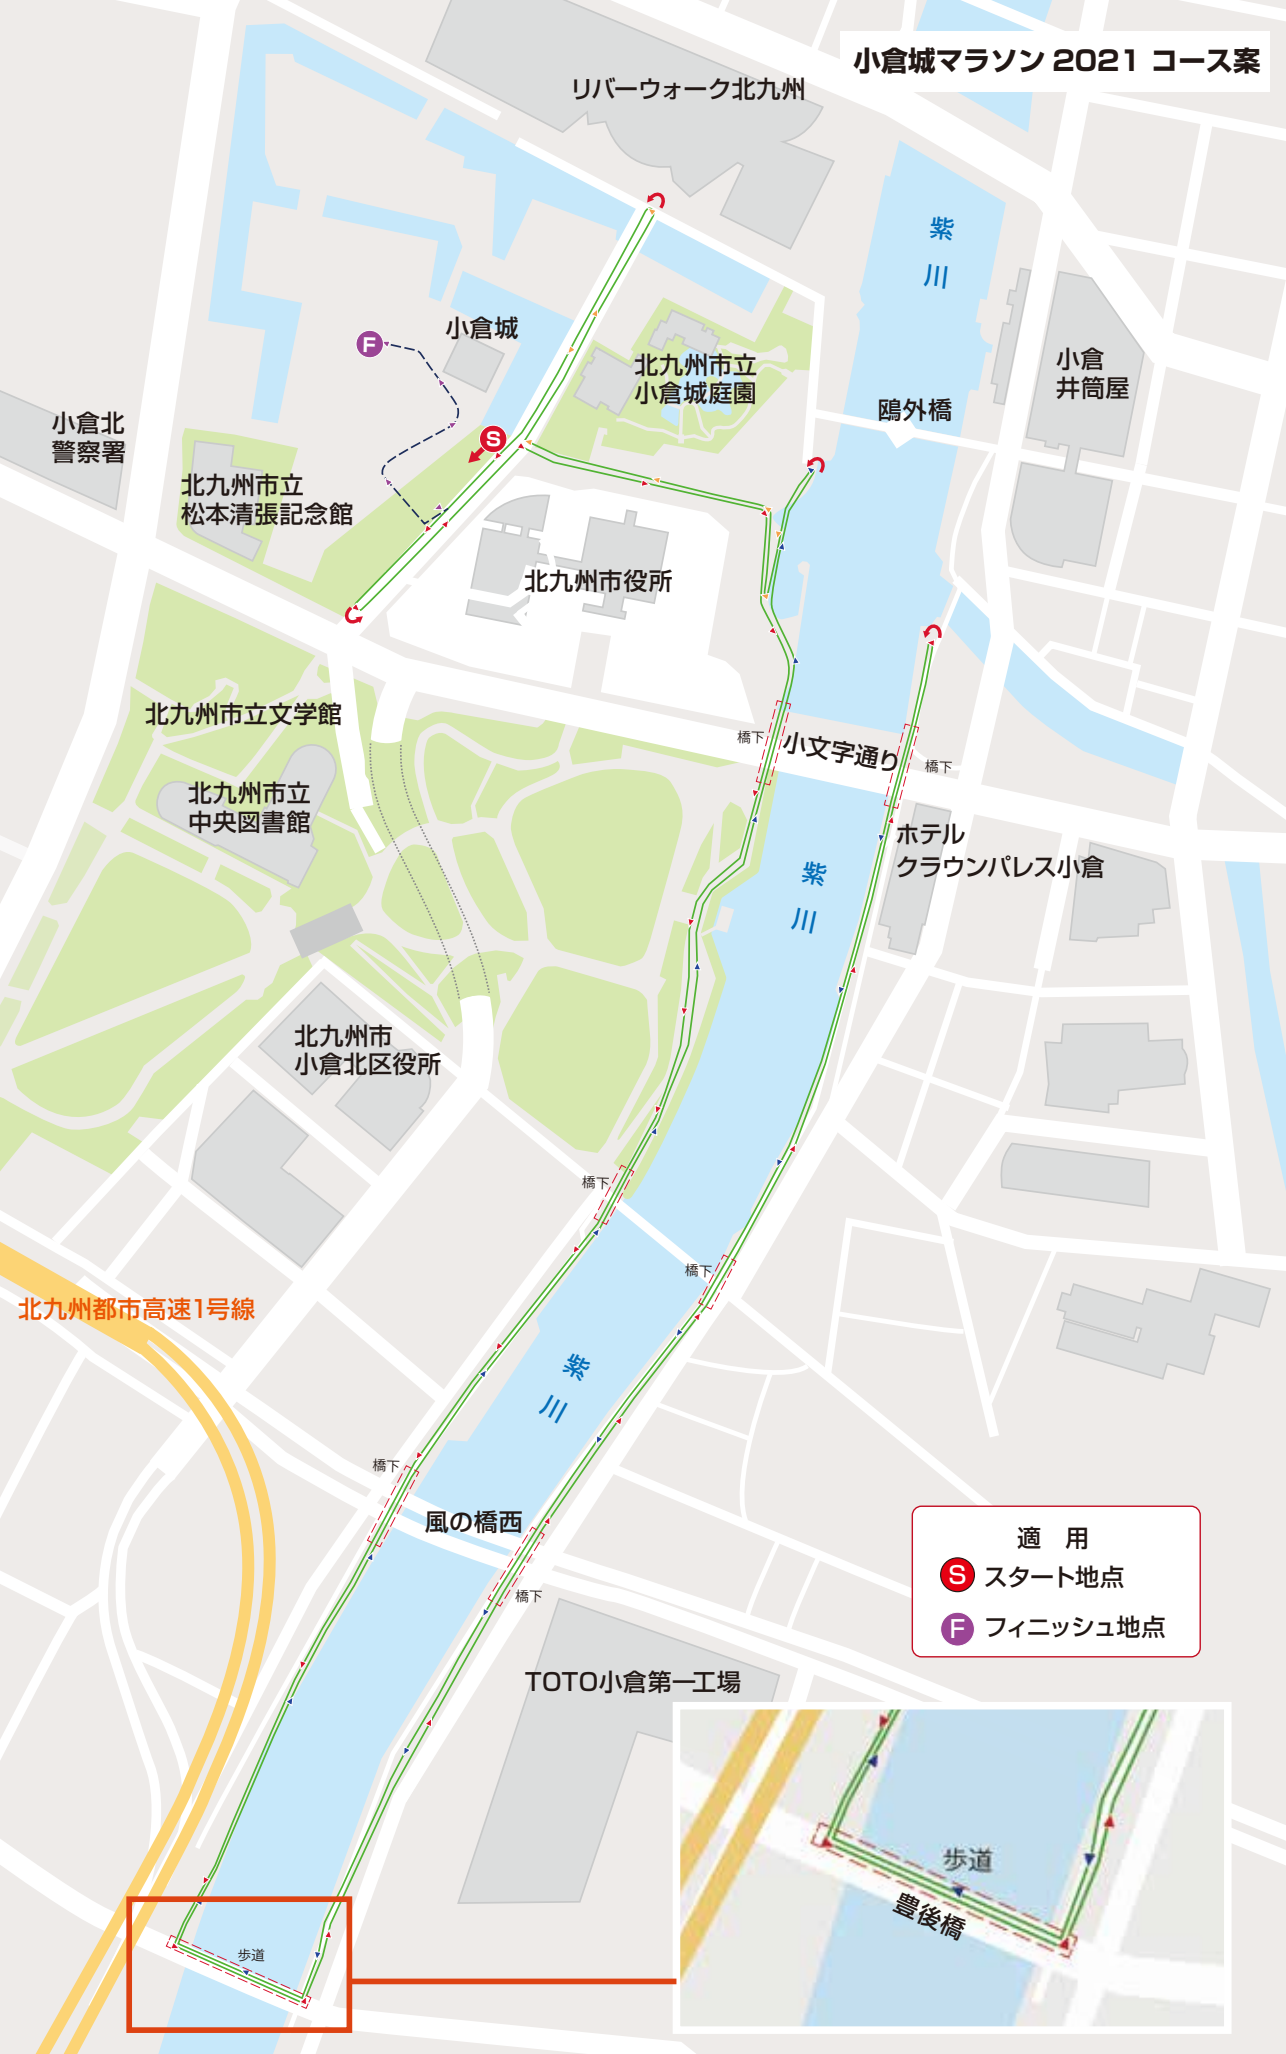 小倉城マラソン 2021 コース案
リバーウォーク北九州
紫
川
小倉城
F
北九州市立
小倉城庭園
小倉
井筒屋
鴎外橋
小倉北
警察署
S
北九州市立
松本清張記念館
北九州市役所
北九州市立文学館
橋下
小文字通り
橋下
北九州市立
中央図書館
ホテル
クラウンパレス小倉
紫
川
北九州市
小倉北区役所
橋下
橋下
北九州都市高速1号線
紫
川
橋下
風の橋西
橋下
適 用
S スタート地点
F フィニッシュ地点
TOTO小倉第一工場
歩道
歩道
豊後橋